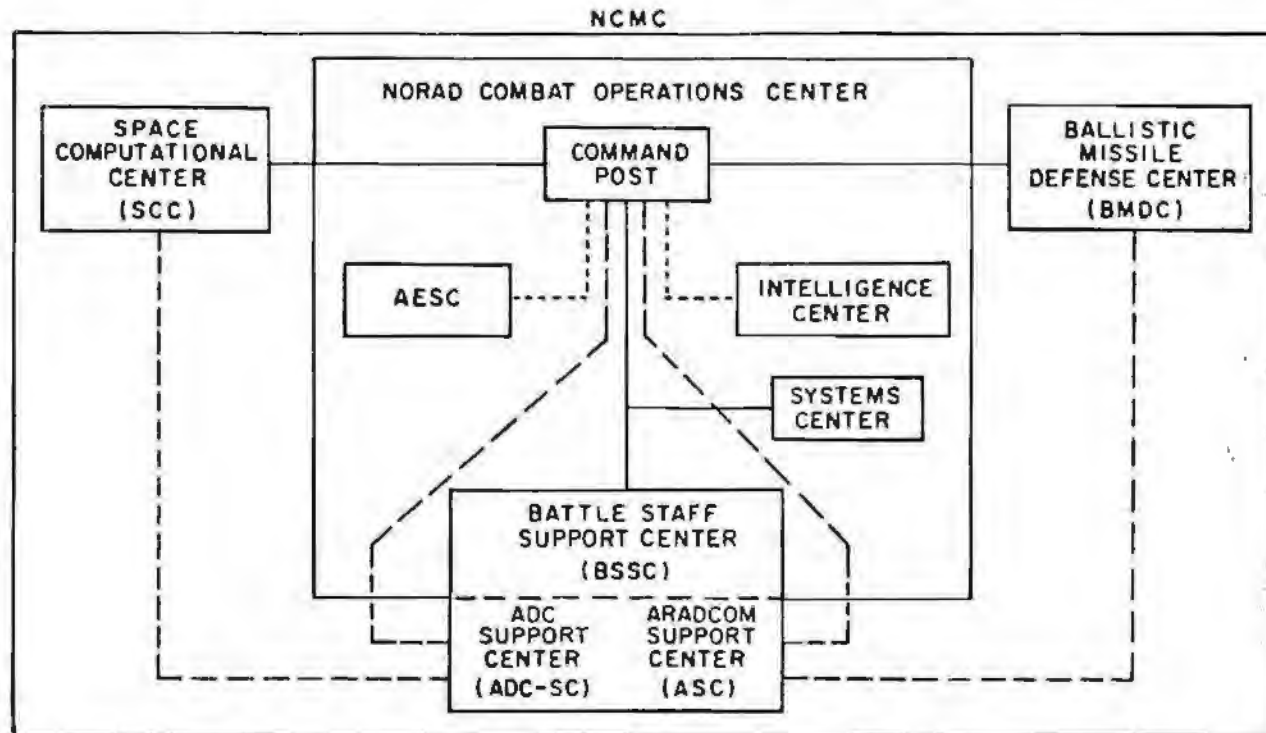 NCMC
NORAD COMBAT OPERATIONS CENTER
SPACE
COMPUTATIONAL
CENTER
(SCC)
COMMAND
POST
BALLISTIC
MISSILE
DEFENSE CENTER
(BMDC)
AESC
INTELLIGENCE
CENTER
SYSTEMS
CENTER
BATTLE STAFF
SUPPORT CENTER
(BSSC)
ADC
SUPPORT
CENTER
(ADC-SC)
ARADCOM
SUPPORT
CENTER
(ASC)